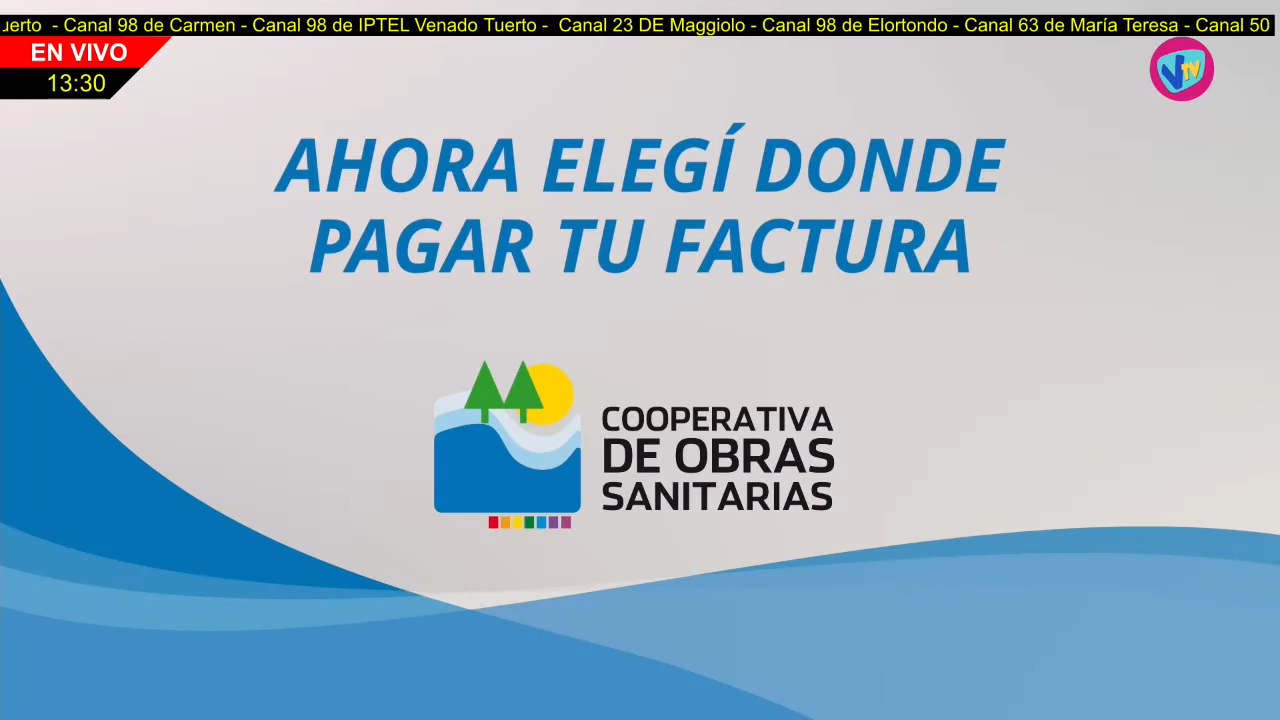 - Canal 98 de Carmen - Canal 98 de IPTEL Venado Tuerto - Canal 23 DE Maggiolo - Canal 98 de Elortondo - Canal 63 de María Teresa - Canal 50
EN VIVO
13:30
VTV
AHORA ELEGÍ DONDE
PAGAR TU FACTURA
COOPERATIVA
DE OBRAS
SANITARIAS